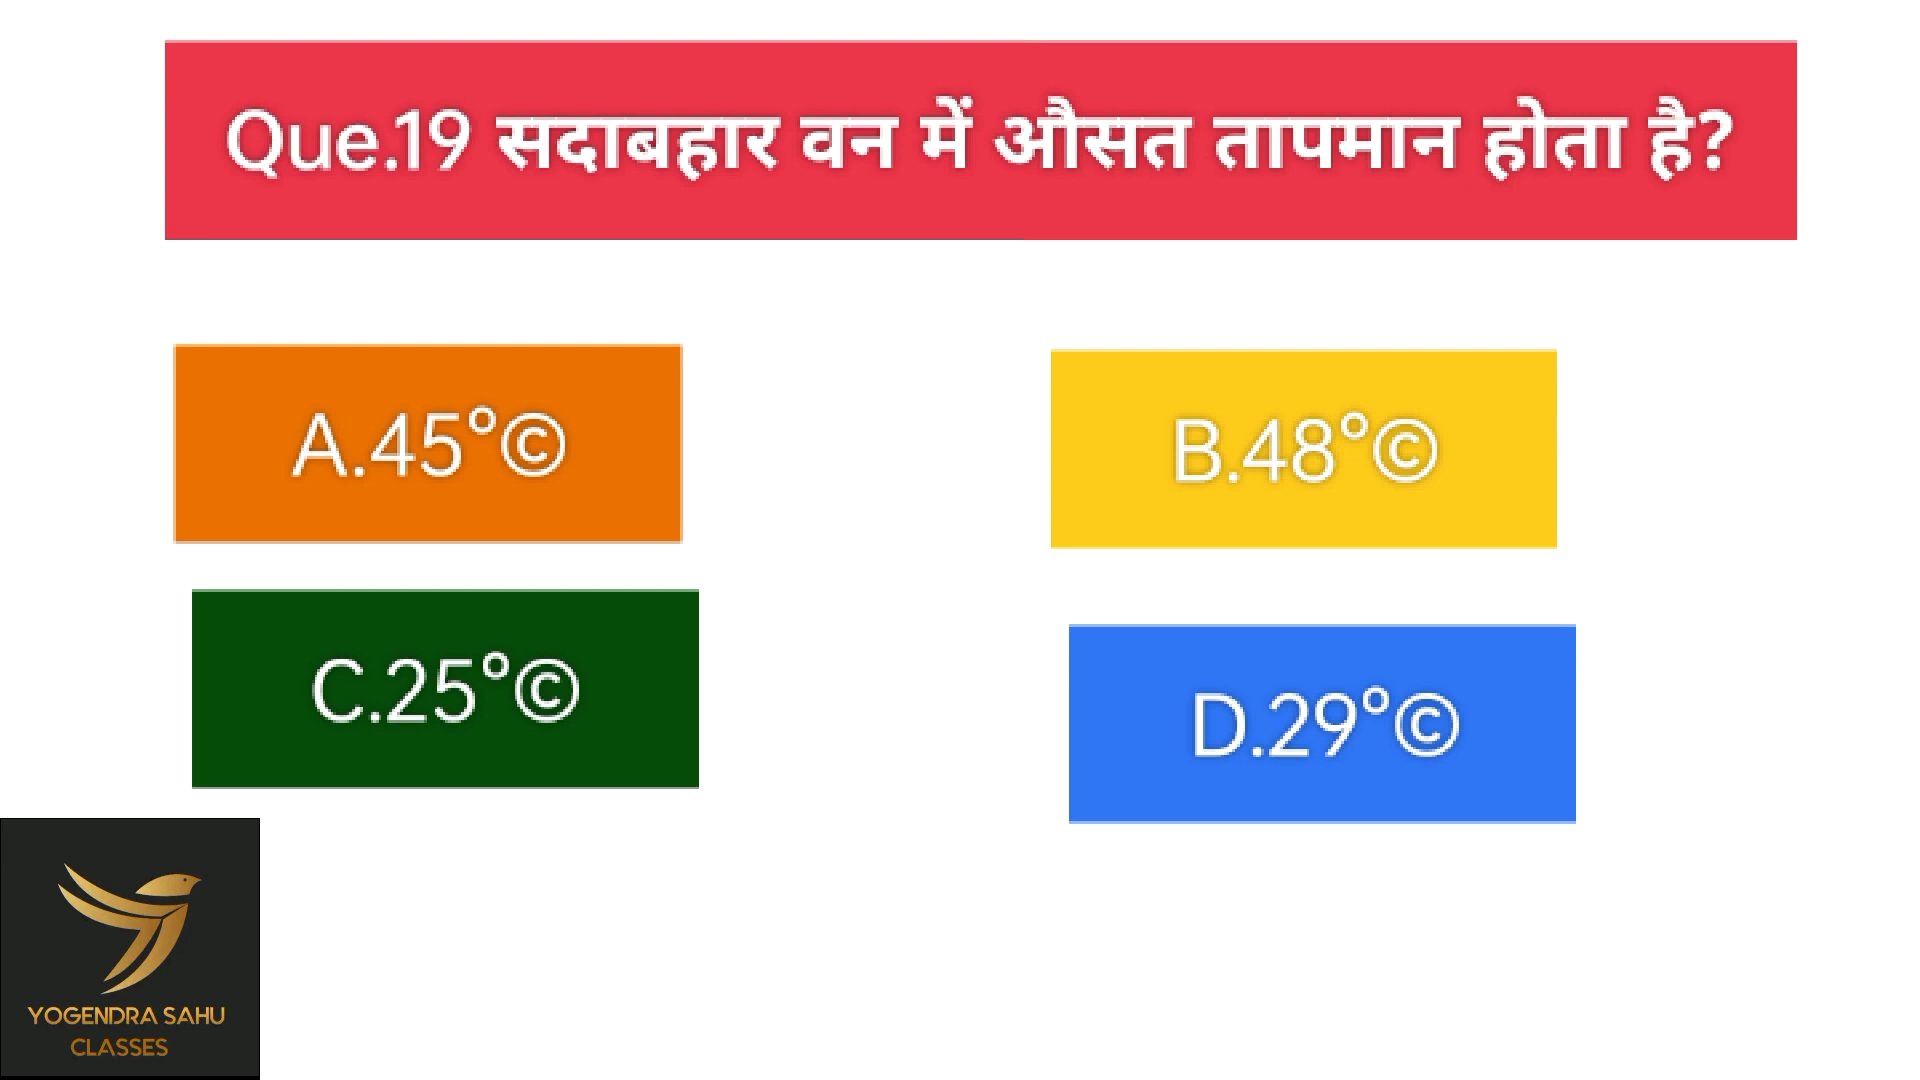 Que.19 सदाबहार वन में औसत तापमान होता है?
A.45°©
B.48°©
C.25°©
D.29°©
YOGENDRA SAHU
CLASSES